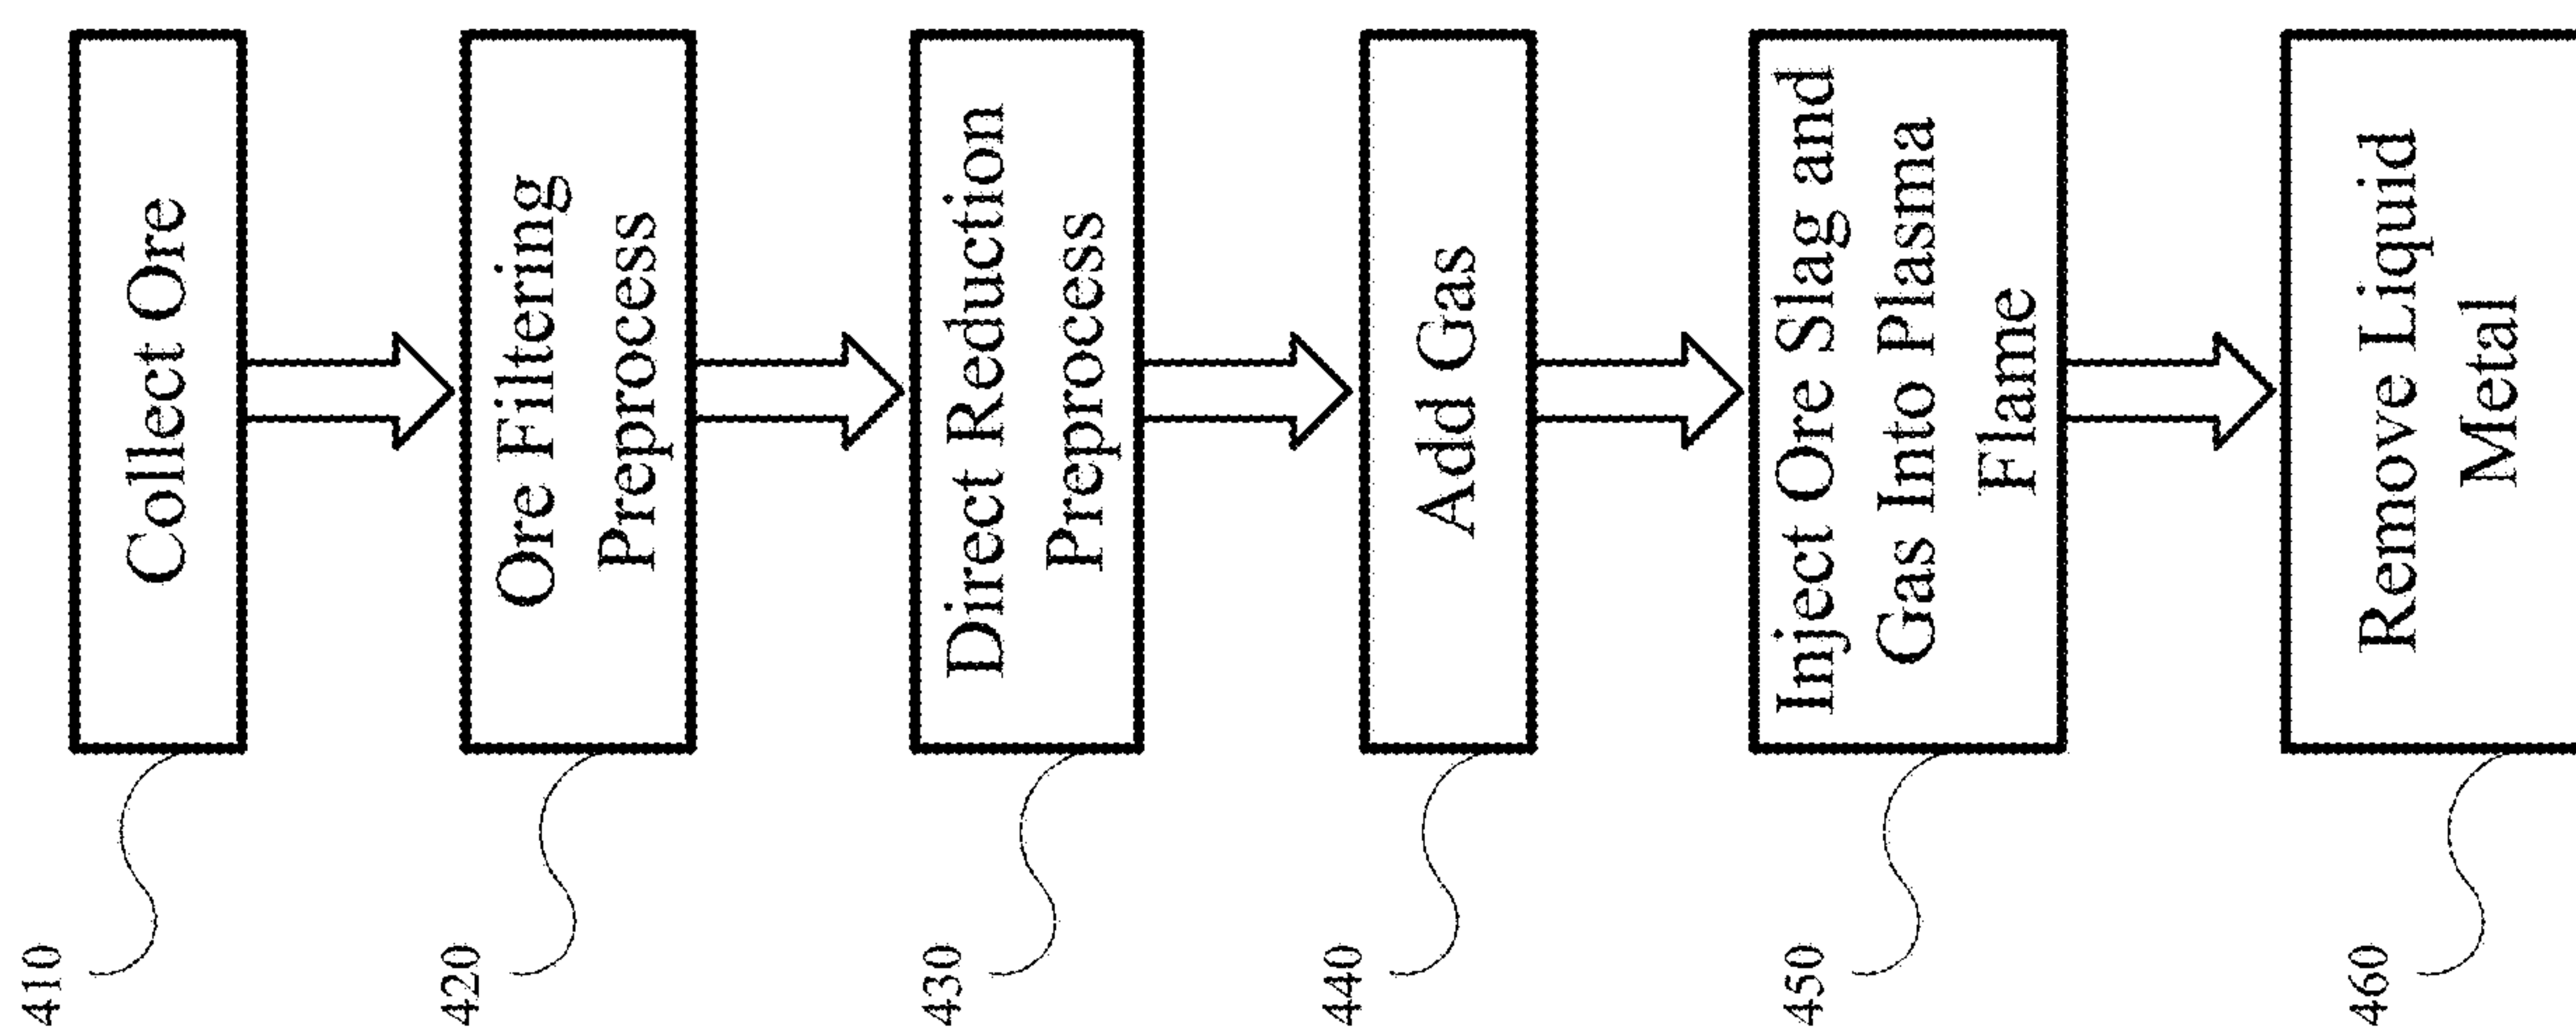 410
Collect Ore
420
Ore Filtering
Preprocess
430
Direct Reduction
Preprocess
440
Add Gas
450
Inject Ore Slag and
Gas Into Plasma
Flame
460
Remove Liquid
Metal